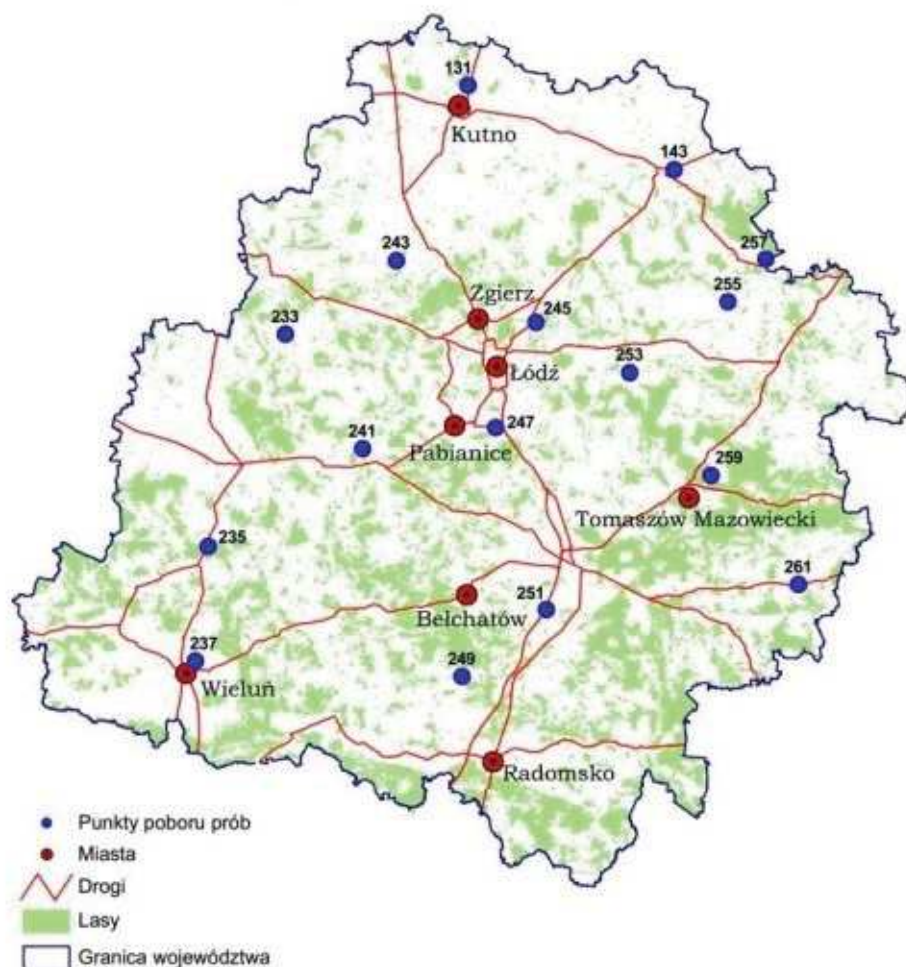 131
Kutno
143
243
257
255
Zgierz
245
233
253
Łódź
247
241
Pabianice
259
Tomaszów Mazowiecki
235
261
251
Bełchatów
237
249
Wieluń
Radomsko
Punkty poboru prób
Miasta
Drogi
Lasy
Granica województwa